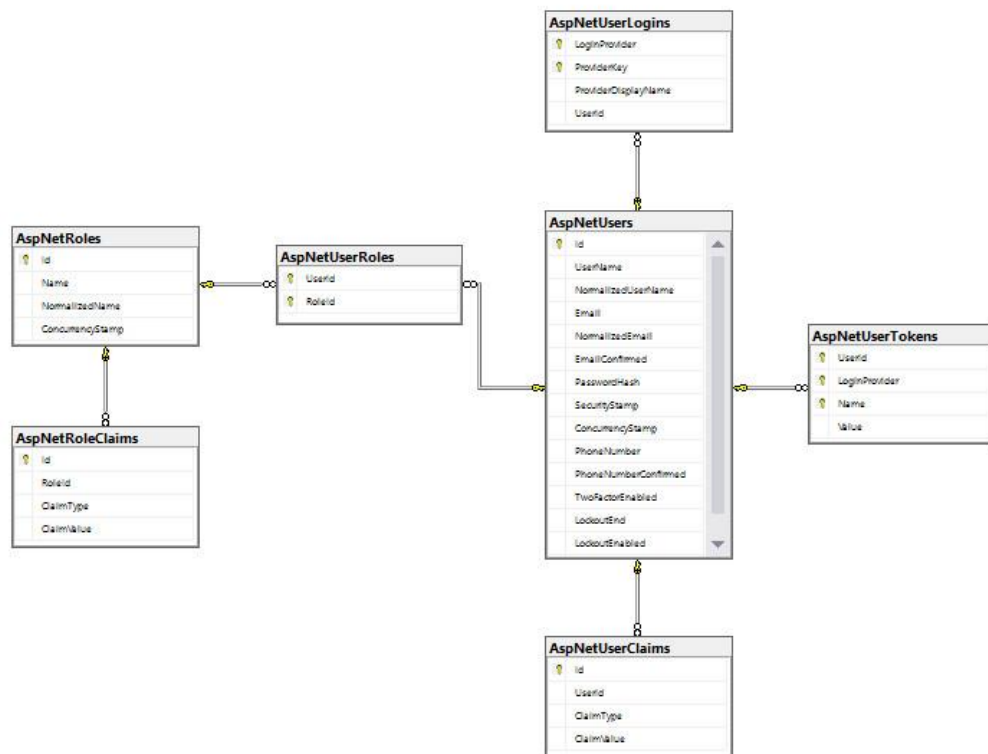 AspNetUserLogins
LoginProvider
ProviderKey
ProviderDisplayName
UserId
AspNetRoles
Id
Name
NormalizedName
ConcurrencyStamp
AspNetUserRoles
UserId
RoleId
AspNetUsers
Id
UserName
NormalizedUserName
Email
NormalizedEmail
EmailConfirmed
PasswordHash
SecurityStamp
ConcurrencyStamp
PhoneNumber
PhoneNumberConfirmed
TwoFactorEnabled
LockoutEnd
LockoutEnabled
AspNetUserTokens
UserId
LoginProvider
Name
Value
AspNetRoleClaims
Id
RoleId
ClaimType
ClaimValue
AspNetUserClaims
Id
UserId
ClaimType
ClaimValue